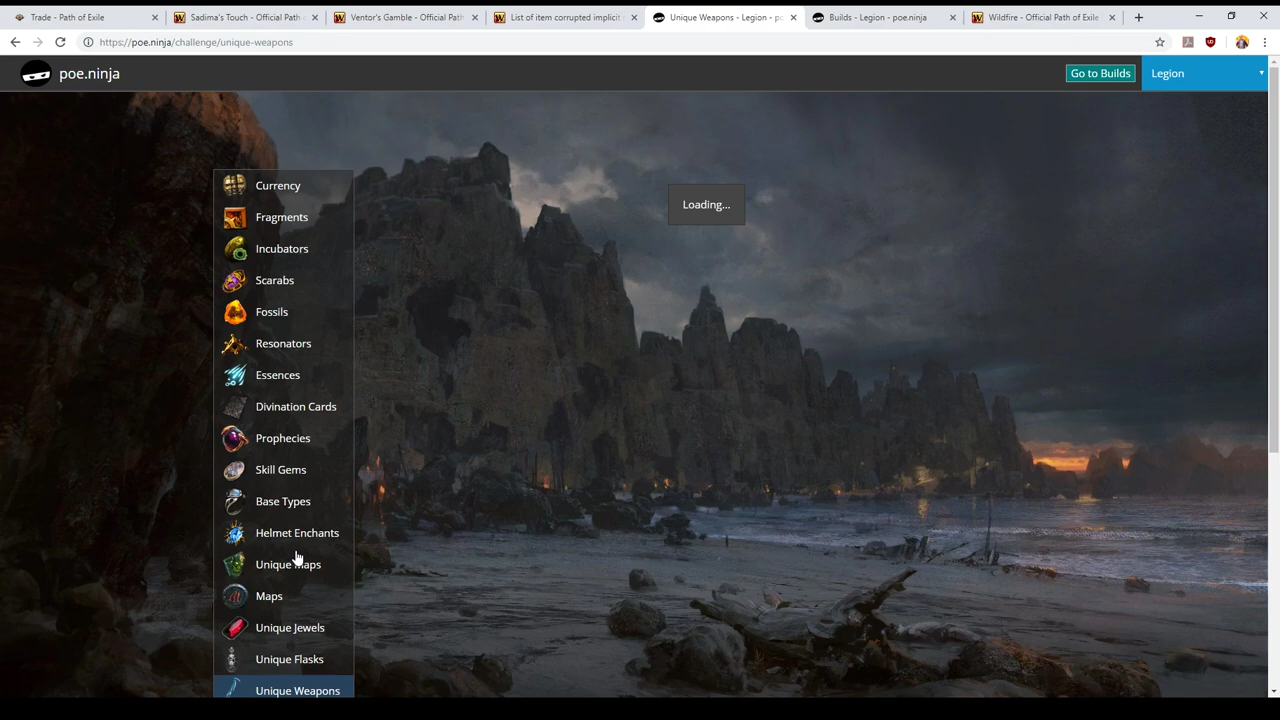 Trade - Path of Exile
Sadima's Touch - Official Path
Ventor's Gamble - Official Path
List of item corrupted implicit
Unique Weapons - Legion - po
Builds - Legion - poe.ninja
Wildfire - Official Path of Exile
https://poe.ninja/challenge/unique-weapons
poe.ninja
Go to Builds
Legion
Currency
Loading...
Fragments
Incubators
Scarabs
Fossils
Resonators
Essences
Divination Cards
Prophecies
Skill Gems
Base Types
Helmet Enchants
Unique Maps
Maps
Unique Jewels
Unique Flasks
Unique Weapons